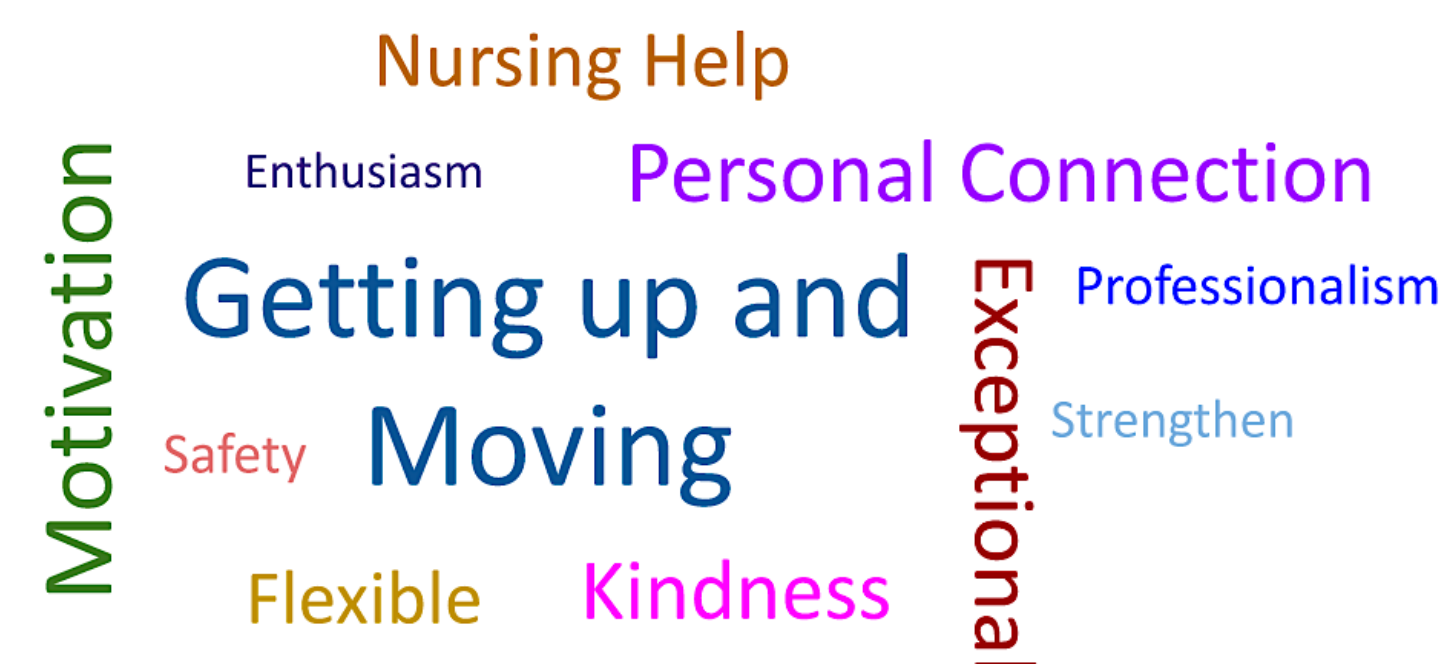 Nursing Help
Motivation
Enthusiasm
Personal Connection
Getting up and
Moving
Exceptional
Professionalism
Safety
Strengthen
Flexible
Kindness